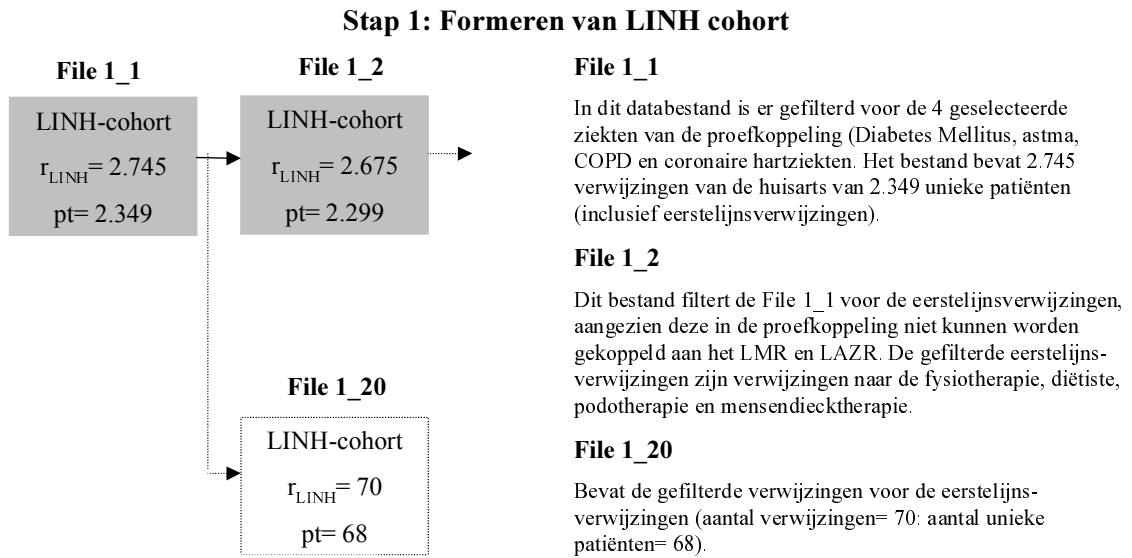 Stap 1: Formeren van LINH cohort
File 1_1
LINH-cohort
rLINH= 2.745
pt= 2.349
File 1_2
LINH-cohort
rLINH= 2.675
pt= 2.299
File 1_20
LINH-cohort
rLINH= 70
pt= 68
File 1_1
In dit databestand is er gefilterd voor de 4 geselecteerde
ziekten van de proefkoppeling (Diabetes Mellitus, astma,
COPD en coronaire hartziekten. Het bestand bevat 2.745
verwijzingen van de huisarts van 2.349 unieke patiënten
(inclusief eerstelijnsverwijzingen).
File 1_2
Dit bestand filtert de File 1_1 voor de eerstelijnsverwijzingen,
aangezien deze in de proefkoppeling niet kunnen worden
gekoppeld aan het LMR en LAZR. De gefilterde eerstelijns-
verwijzingen zijn verwijzingen naar de fysiotherapie, diëtiste,
podotherapie en mensendiecktherapie.
File 1_20
Bevat de gefilterde verwijzingen voor de eerstelijns-
verwijzingen (aantal verwijzingen= 70: aantal unieke
patiënten= 68).